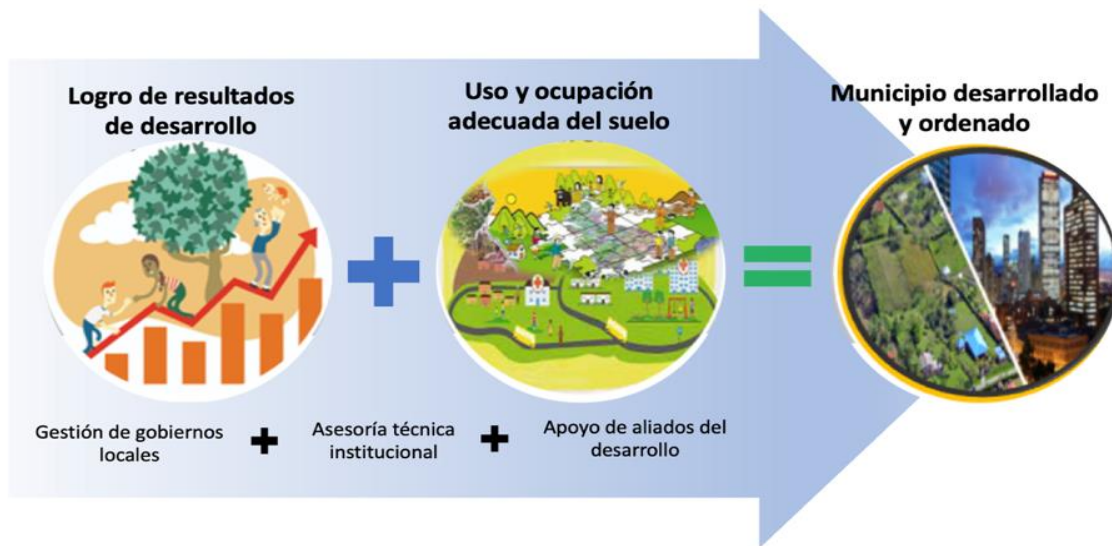 Logro de resultados
de desarrollo
Uso y ocupación
adecuada del suelo
Municipio desarrollado
y ordenado
Gestión de gobiernos
locales
Asesoría técnica
institucional
Apoyo de aliados del
desarrollo